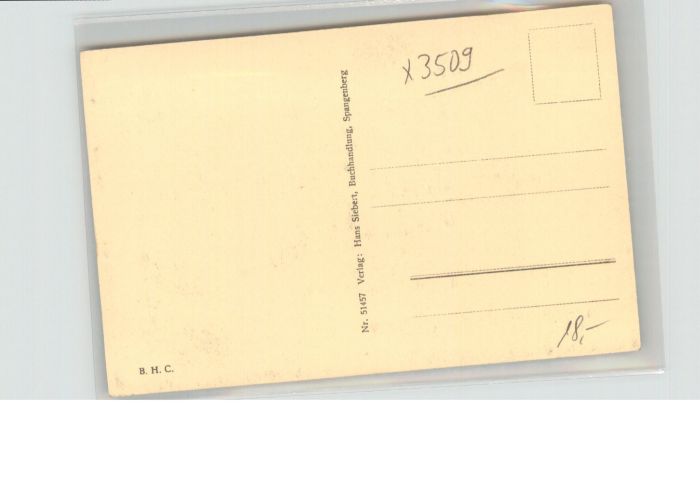 x3509
Nr. 51457 Verlag: Hans Siebert, Buchhandlung, Spangenberg
18,-
B. H. C.